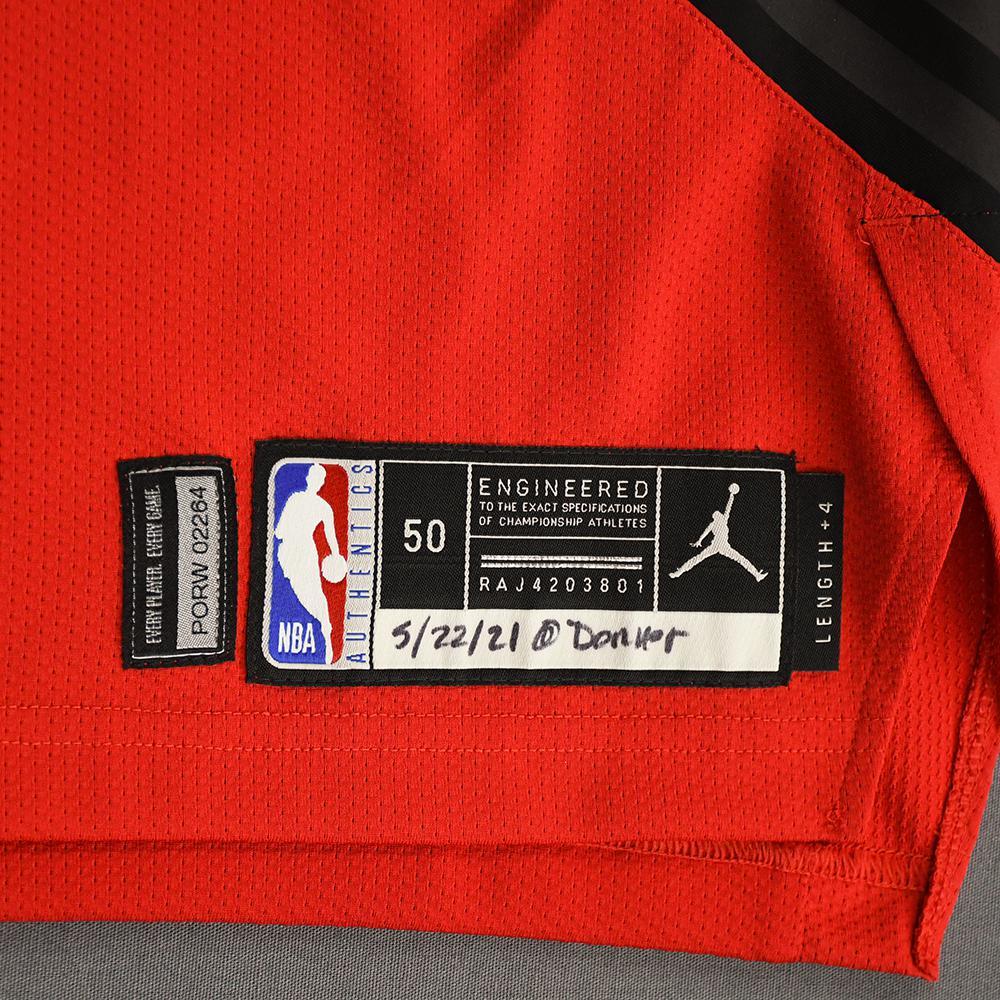 EVERY PLAYER. EVERY GAME.
PORW 02264
NBA
AUTHENTICS
50
ENGINEERED
TO THE EXACT SPECIFICATIONS
OF CHAMPIONSHIP ATHLETES
RAJ4203801
5/22/21 @ Denver
LENGTH+4